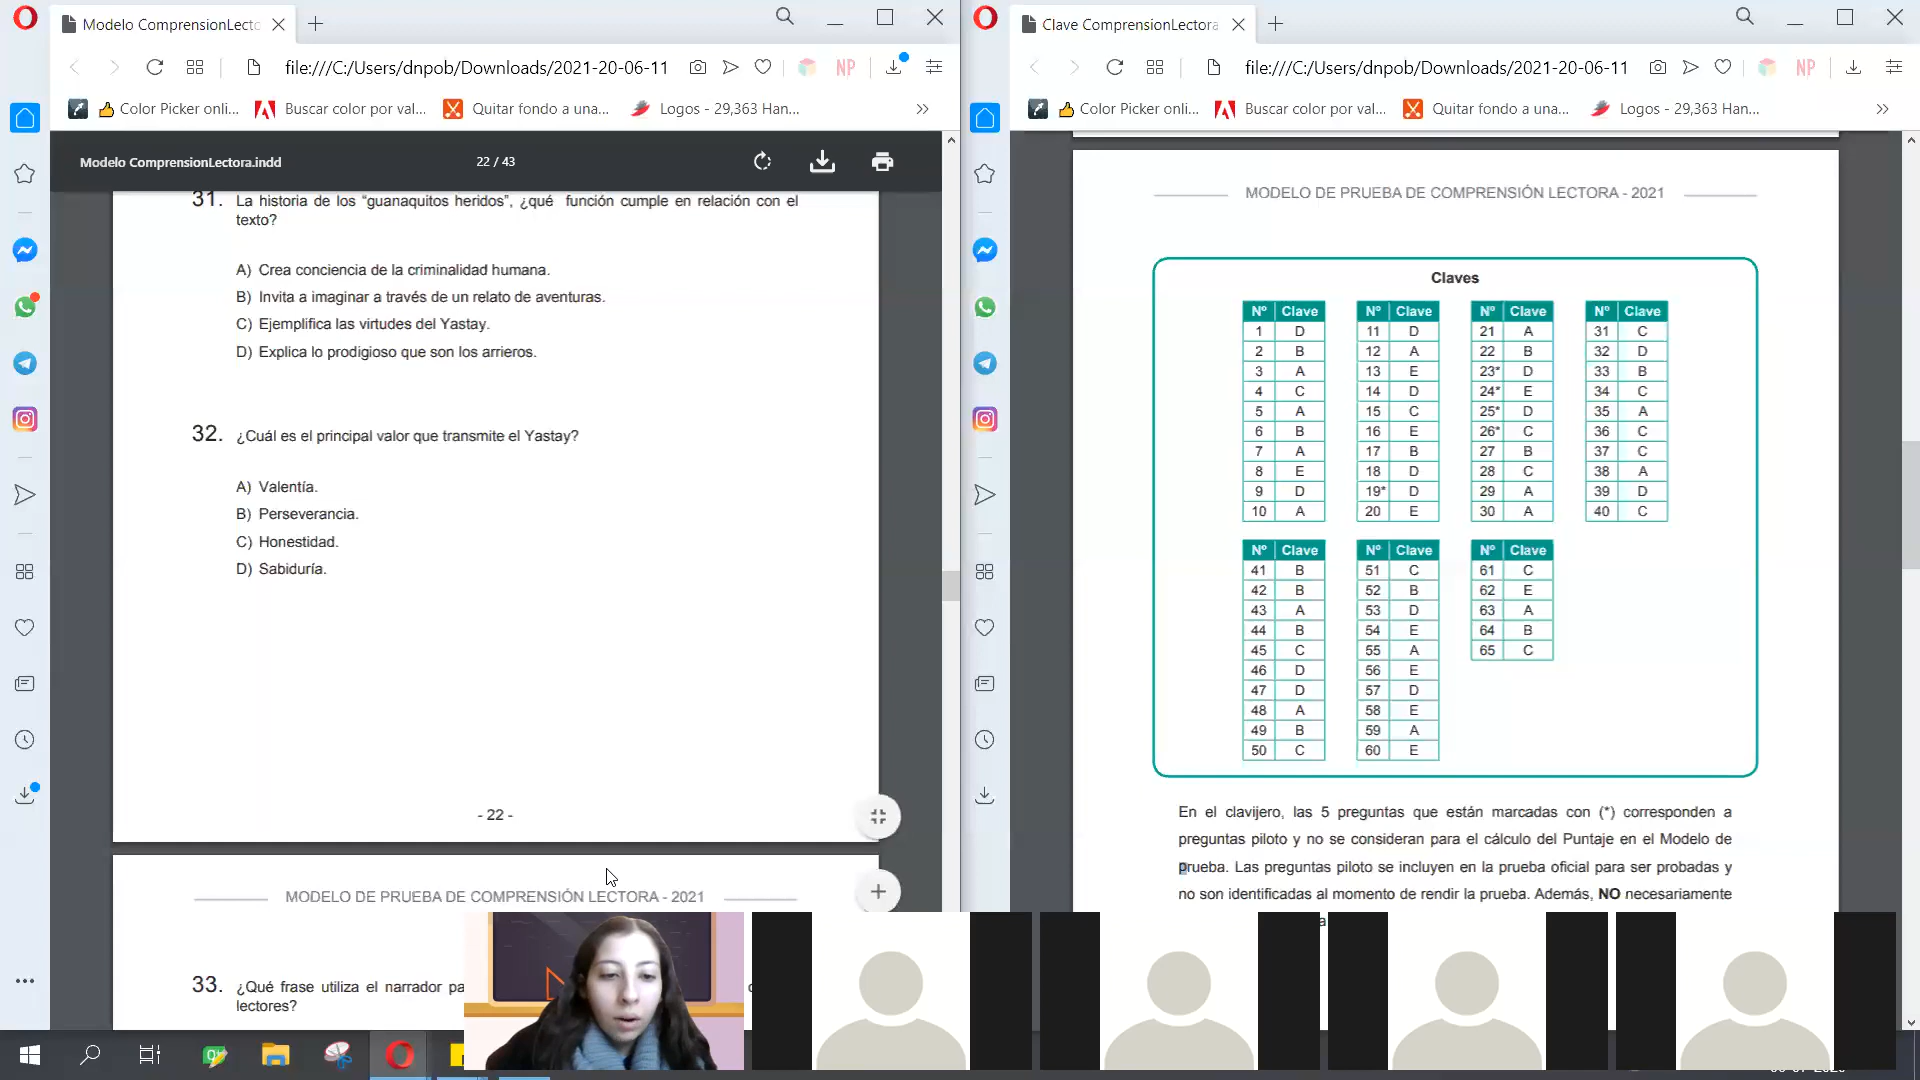 Modelo ComprensionLecto
file:///C:/Users/dnpob/Downloads/2021-20-06-11
NP
Color Picker onli...
Buscar color por val...
Quitar fondo a una...
Logos - 29,363 Han...
Modelo ComprensionLectora.indd
22 / 43
31. La historia de los "guanaquitos heridos", ¿qué función cumple en relación con el
texto?
A) Crea conciencia de la criminalidad humana.
B) Invita a imaginar a través de un relato de aventuras.
C) Ejemplifica las virtudes del Yastay.
D) Explica lo prodigioso que son los arrieros.
32. ¿Cuál es el principal valor que transmite el Yastay?
A) Valentía.
B) Perseverancia.
C) Honestidad.
D) Sabiduría.
- 22 -
MODELO DE PRUEBA DE COMPRENSIÓN LECTORA - 2021
33. ¿Qué frase utiliza el narrador
lectores?
Clave ComprensionLectora
file:///C:/Users/dnpob/Downloads/2021-20-06-11
NP
Color Picker onli...
Buscar color por val...
Quitar fondo a una...
Logos - 29,363 Han...
MODELO DE PRUEBA DE COMPRENSIÓN LECTORA - 2021
Claves
Nº Clave Nº Clave Nº Clave Nº Clave
1 D 11 D 21 A 31 C
2 B 12 A 22 B 32 D
3 A 13 E 23* D 33 B
4 C 14 D 24* E 34 C
5 A 15 C 25* D 35 A
6 B 16 E 26* C 36 C
7 A 17 B 27 B 37 C
8 E 18 D 28 C 38 A
9 D 19* D 29 A 39 D
10 A 20 E 30 A 40 C
Nº Clave Nº Clave Nº Clave
41 B 51 C 61 C
42 B 52 B 62 E
43 A 53 D 63 A
44 B 54 E 64 B
45 C 55 A 65 C
46 D 56 E
47 D 57 D
48 A 58 E
49 B 59 A
50 C 60 E
En el clavijero, las 5 preguntas que están marcadas con (*) corresponden a
preguntas piloto y no se consideran para el cálculo del Puntaje en el Modelo de
prueba. Las preguntas piloto se incluyen en la prueba oficial para ser probadas y
no son identificadas al momento de rendir la prueba. Además, NO necesariamente